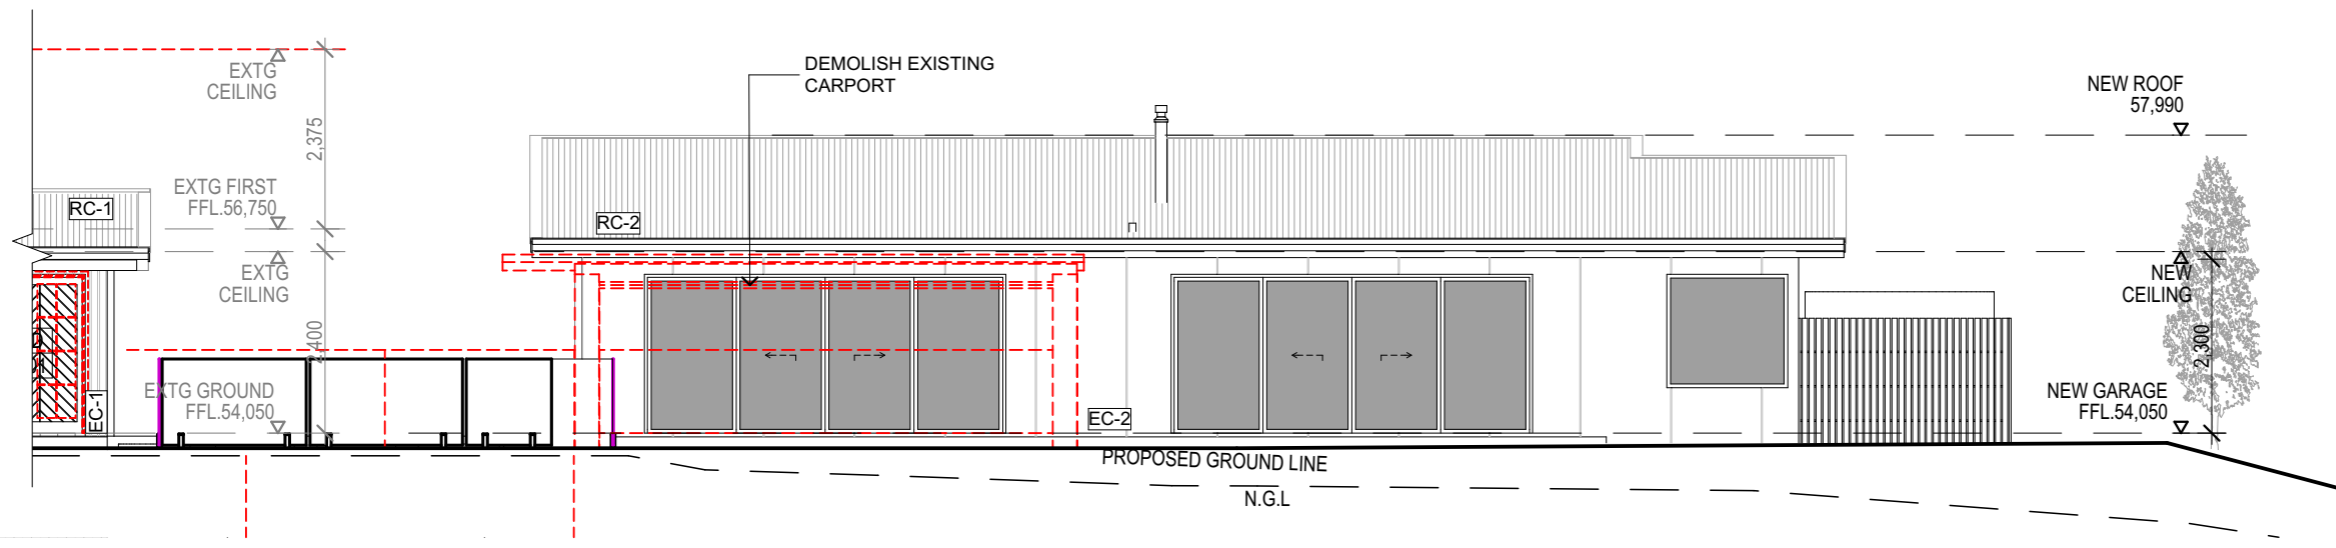 EXTG
CEILING
2,375
EXTG FIRST
FFL.56,750
RC-1
EXTG
CEILING
2,400
EXTG GROUND
FFL.54,050
EC-1
DEMOLISH EXISTING
CARPORT
RC-2
EC-2
PROPOSED GROUND LINE
N.G.L
NEW ROOF
57,990
NEW
CEILING
2,300
NEW GARAGE
FFL.54,050